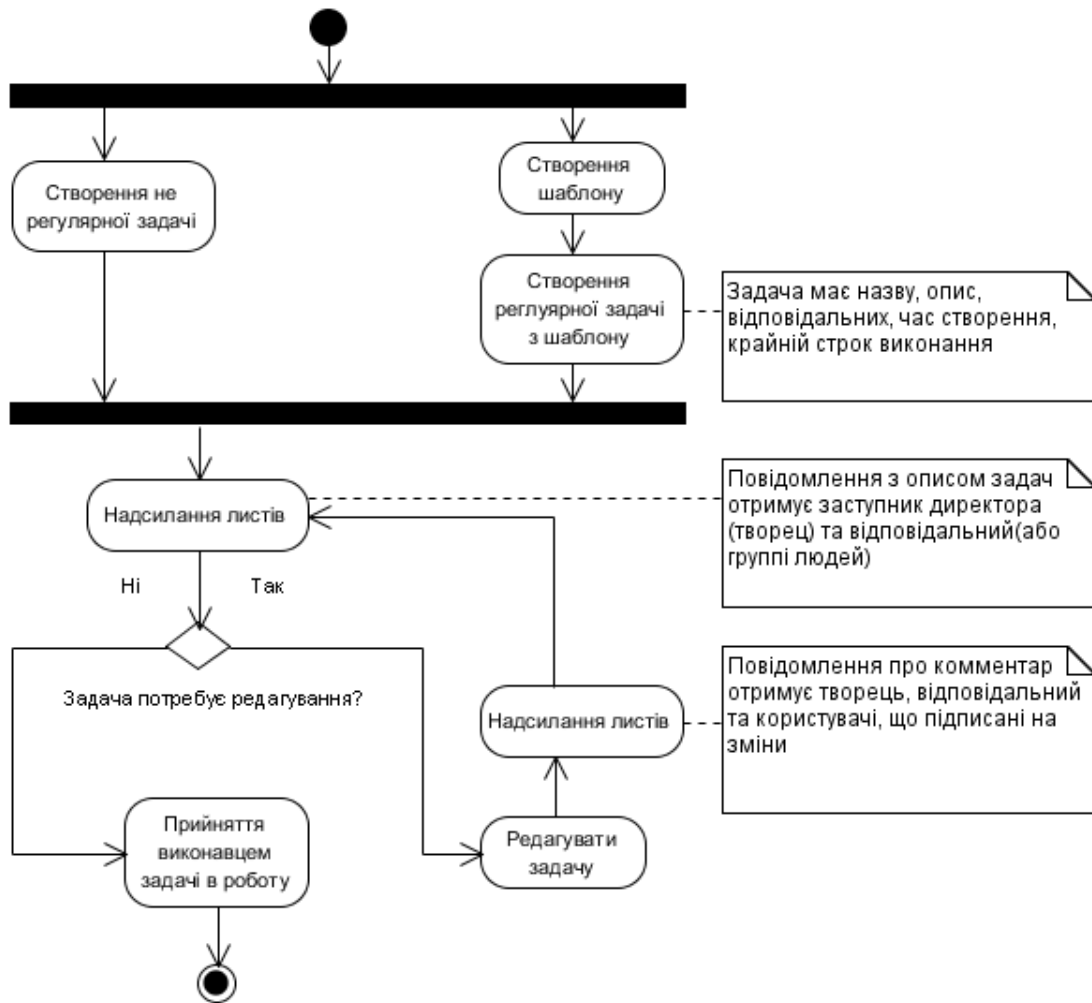 Створення не
регулярної задачі
Створення
шаблону
Створення
реглуярної задачі
з шаблону
Задача має назву, опис,
відповідальних, час створення,
крайній строк виконання
Надсилання листів
Повідомлення з описом задач
отримує заступник директора
(творец) та відповідальний(або
группі людей)
Ні
Так
Задача потребує редагування?
Надсилання листів
Повідомлення про комментар
отримує творець, відповідальний
та користувачі, що підписані на
зміни
Прийняття
виконавцем
задачі в роботу
Редагувати
задачу